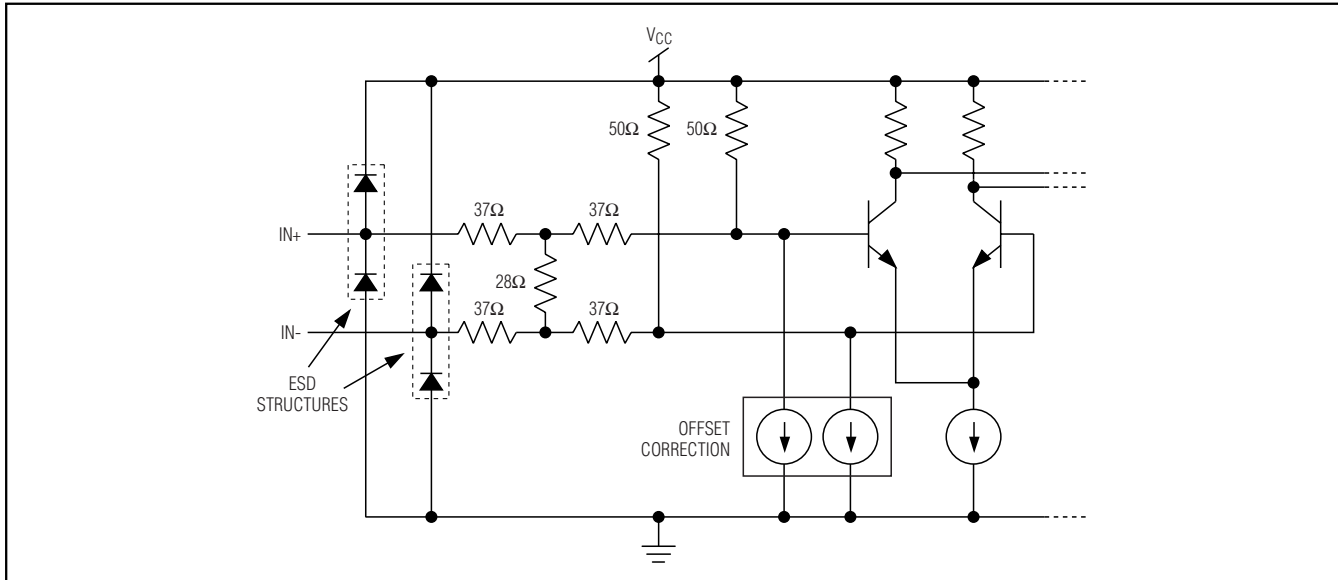 VCC
50Ω 50Ω
37Ω 37Ω
IN+
28Ω
37Ω 37Ω
IN-
ESD
STRUCTURES
OFFSET
CORRECTION